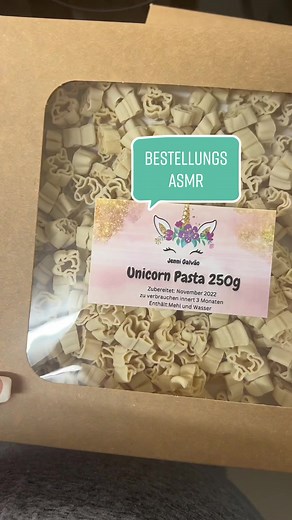 BESTELLUNGS
ASMR
Jenni Galvão
Unicorn Pasta 250g
Zubereitet: November 2022
zu verbrauchen innert 3 Monaten
Enthält Mehl und Wasser